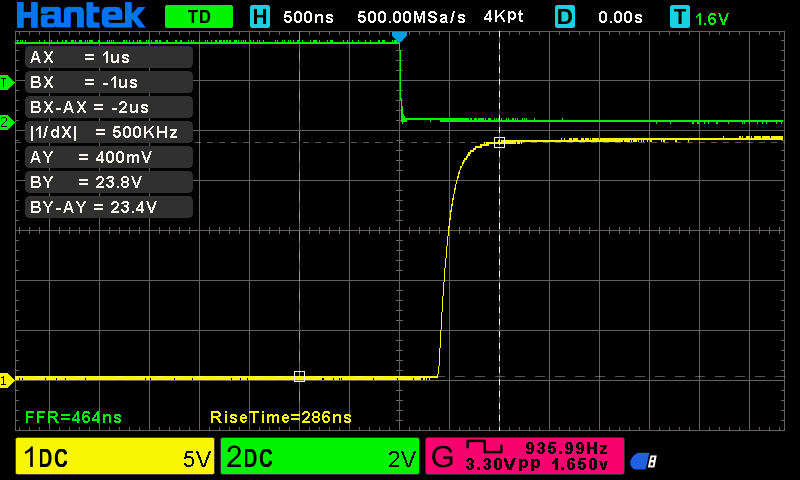 Hantek TD H 500ns 500.00MSa/s 4Kpt D 0.00s T 1.6V
AX = 1us
BX = -1us
BX-AX = -2us
|1/dX| = 500KHz
AY = 400mV
BY = 23.8V
BY-AY = 23.4V
T
2
1
FFR=464ns RiseTime=286ns
1DC 5V 2DC 2V G 935.99Hz
3.30Vpp 1.650v
8